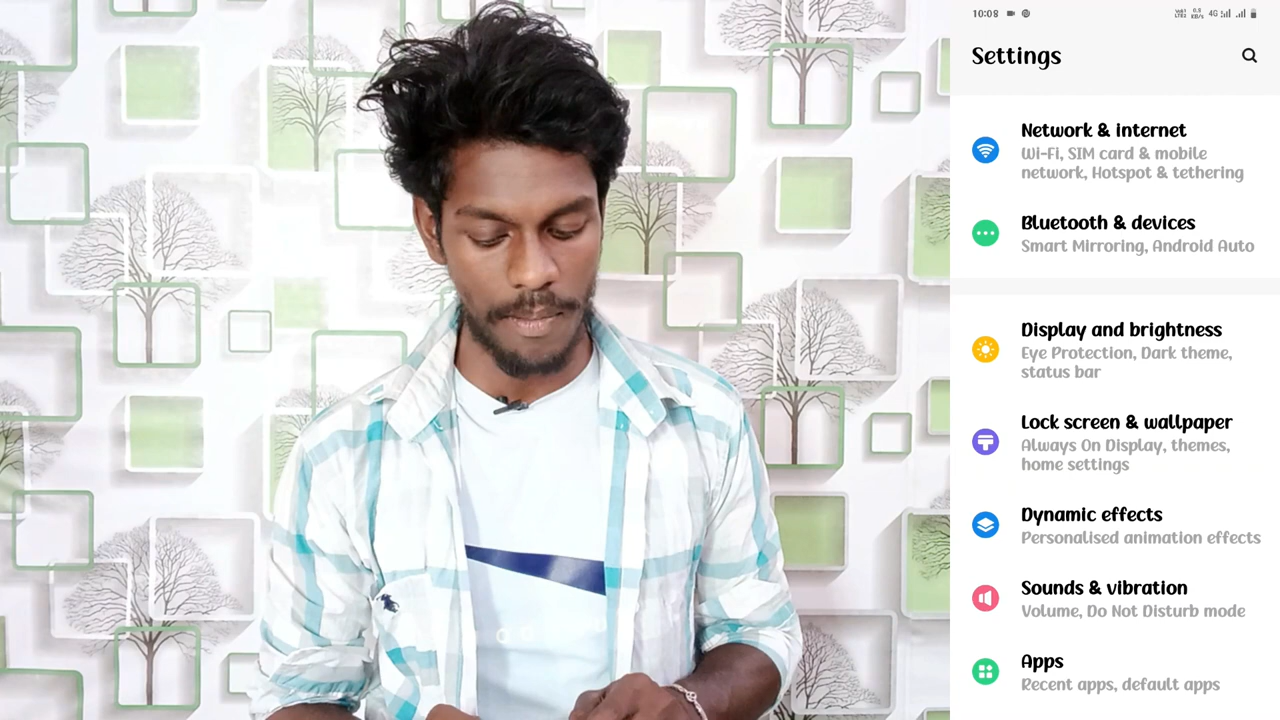 10:08
4G
Settings
Network & internet
Wi-Fi, SIM card & mobile
network, Hotspot & tethering
Bluetooth & devices
Smart Mirroring, Android Auto
Display and brightness
Eye Protection, Dark theme,
status bar
Lock screen & wallpaper
Always On Display, themes,
home settings
Dynamic effects
Personalised animation effects
Sounds & vibration
Volume, Do Not Disturb mode
Apps
Recent apps, default apps